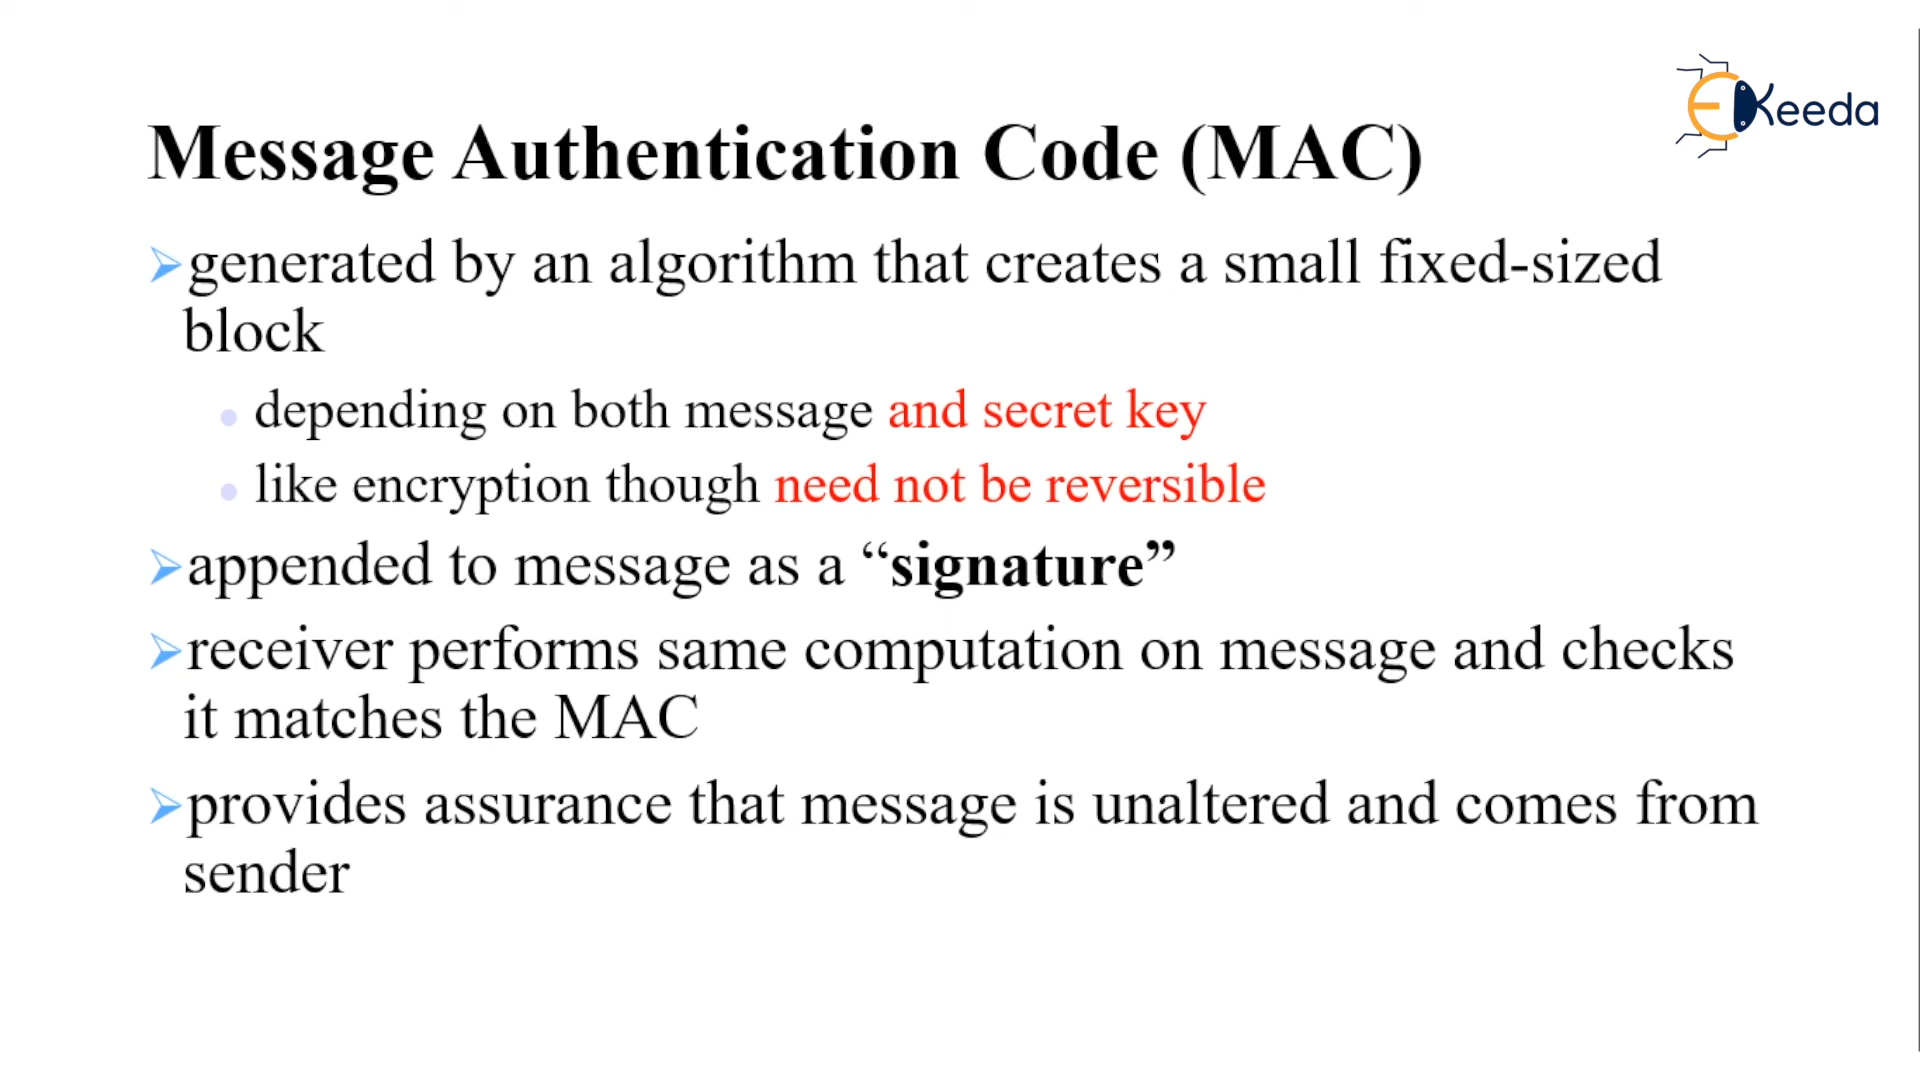 EKeeda
Message Authentication Code (MAC)
generated by an algorithm that creates a small fixed-sized
block
depending on both message and secret key
like encryption though need not be reversible
appended to message as a “signature”
receiver performs same computation on message and checks
it matches the MAC
provides assurance that message is unaltered and comes from
sender